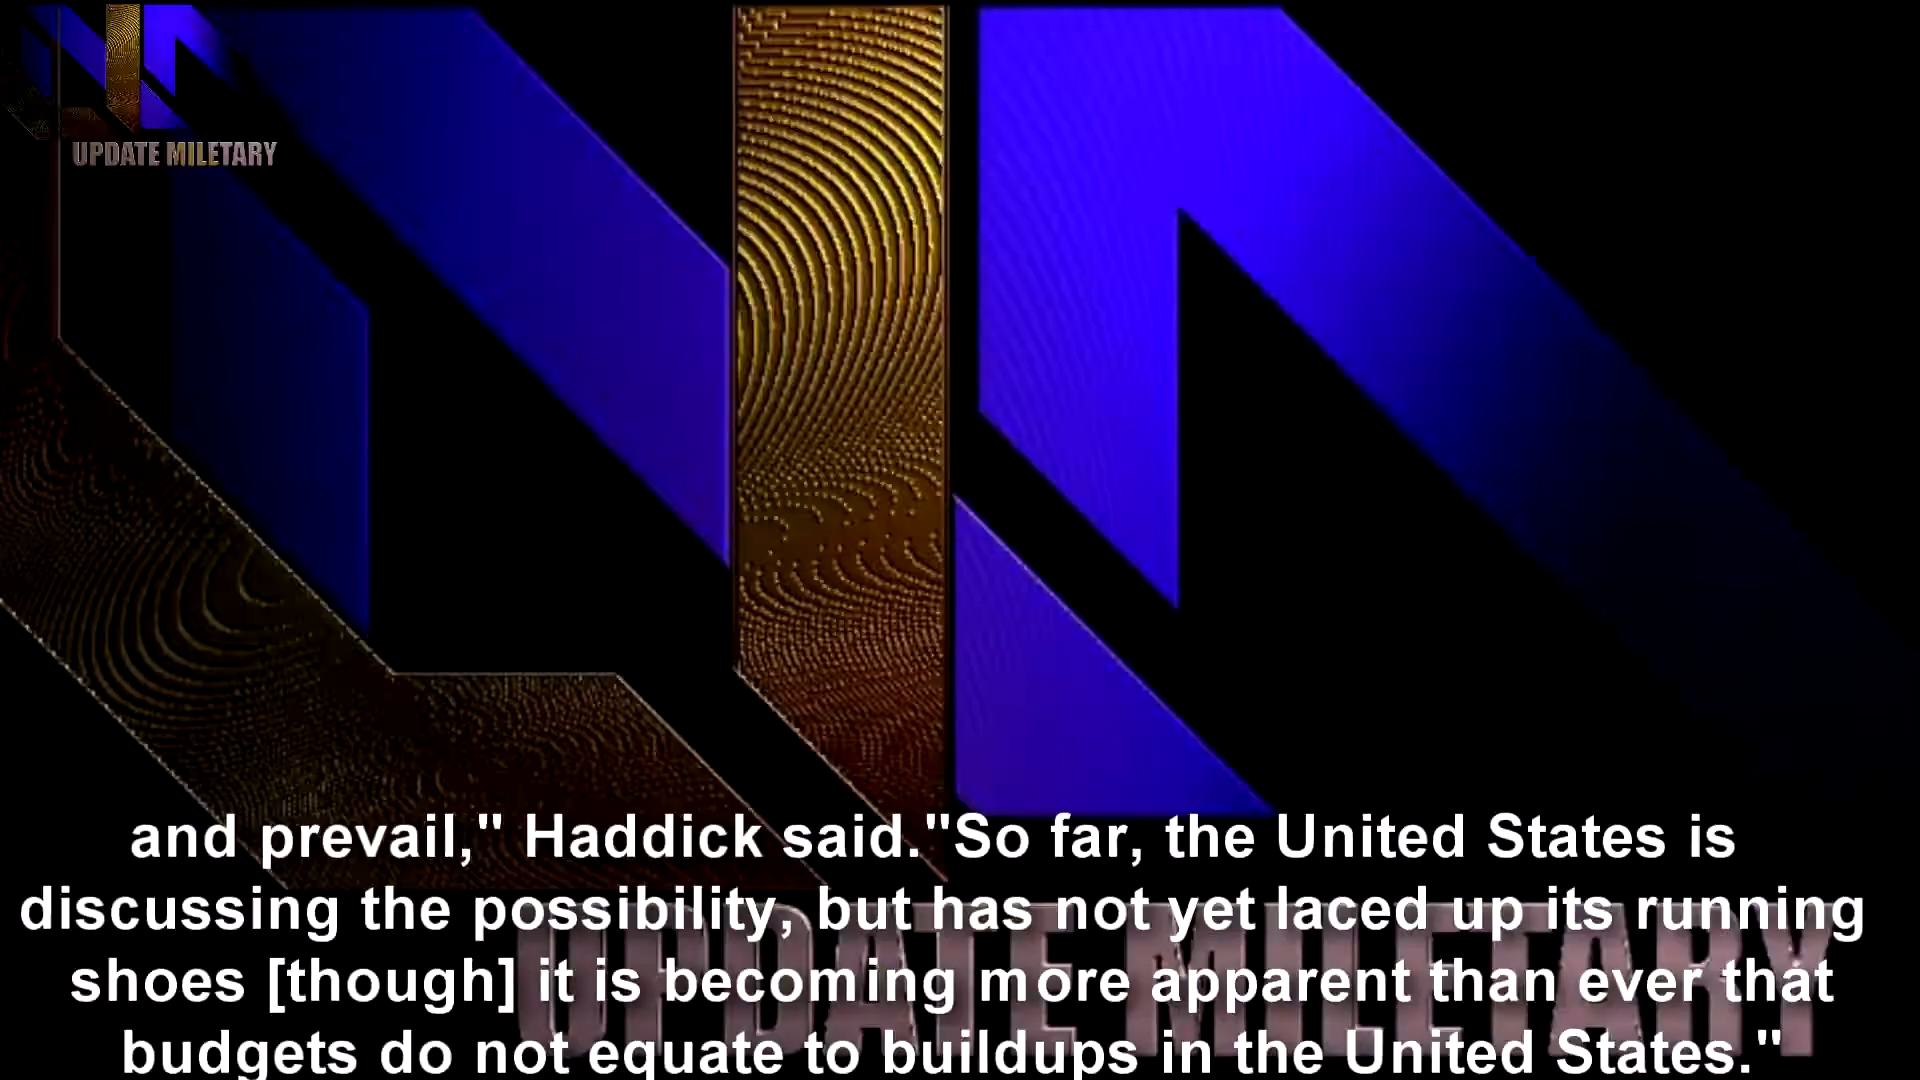 UPDATE MILETARY
and prevail," Haddick said."So far, the United States is
discussing the possibility, but has not yet laced up its running
shoes [though] it is becoming more apparent than ever that
budgets do not equate to buildups in the United States."
UPDATE MILETARY